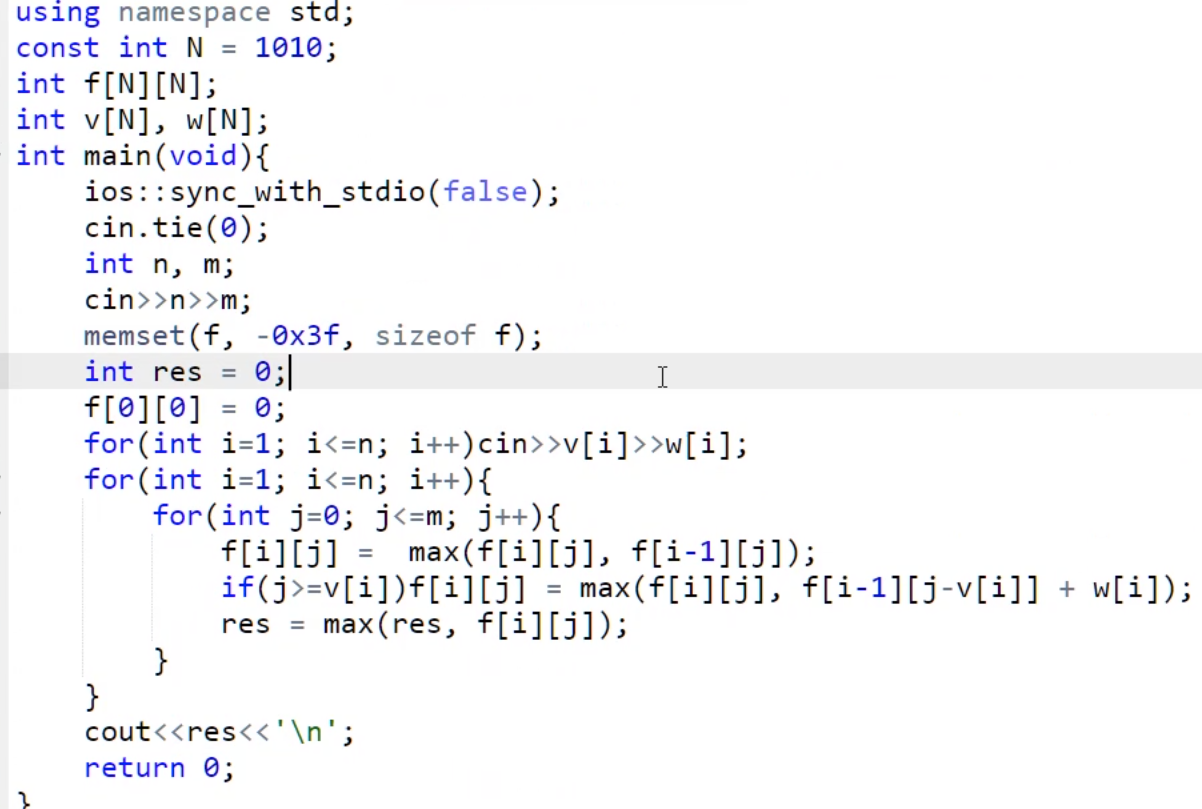 using namespace std;
const int N = 1010;
int f[N][N];
int v[N], w[N];
int main(void){
    ios::sync_with_stdio(false);
    cin.tie(0);
    int n, m;
    cin>>n>>m;
    memset(f, -0x3f, sizeof f);
    int res = 0;
    f[0][0] = 0;
    for(int i=1; i<=n; i++)cin>>v[i]>>w[i];
    for(int i=1; i<=n; i++){
        for(int j=0; j<=m; j++){
            f[i][j] =  max(f[i][j], f[i-1][j]);
            if(j>=v[i])f[i][j] = max(f[i][j], f[i-1][j-v[i]] + w[i]);
            res = max(res, f[i][j]);
        }
    }
    cout<<res<<'\n';
    return 0;
}